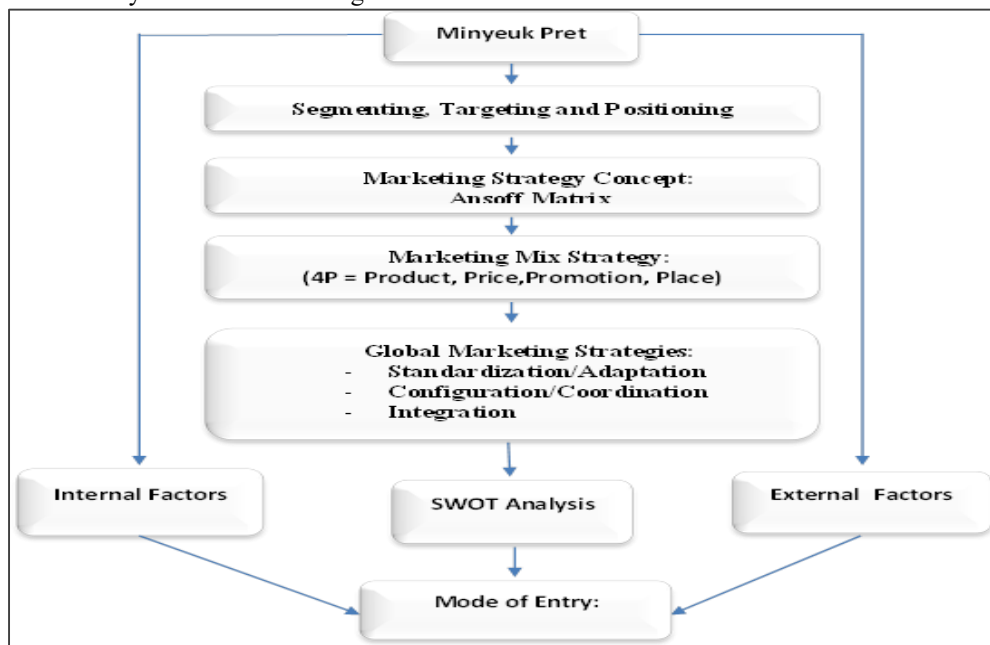 Minyeuk Pret
Segmenting, Targeting and Positioning
Marketing Strategy Concept:
Ansoff Matrix
Marketing Mix Strategy:
(4P = Product, Price,Promotion, Place)
Global Marketing Strategies:
- Standardization/Adaptation
- Configuration/Coordination
- Integration
Internal Factors
SWOT Analysis
External Factors
Mode of Entry: